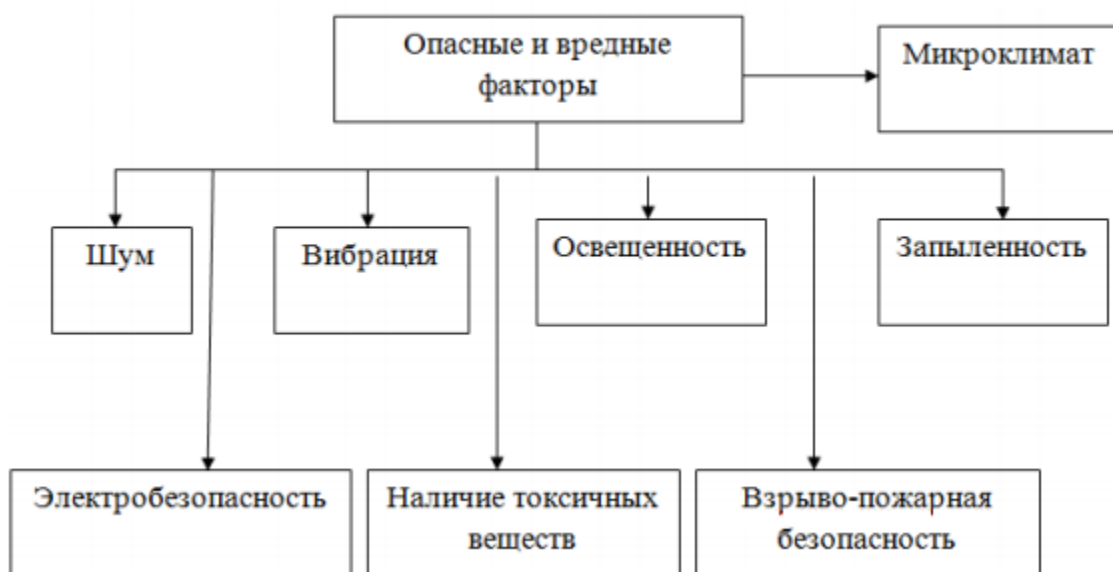 Опасные и вредные
факторы
Микроклимат
Шум
Вибрация
Освещенность
Запыленность
Электробезопасность
Наличие токсичных
веществ
Взрыво-пожарная
безопасность